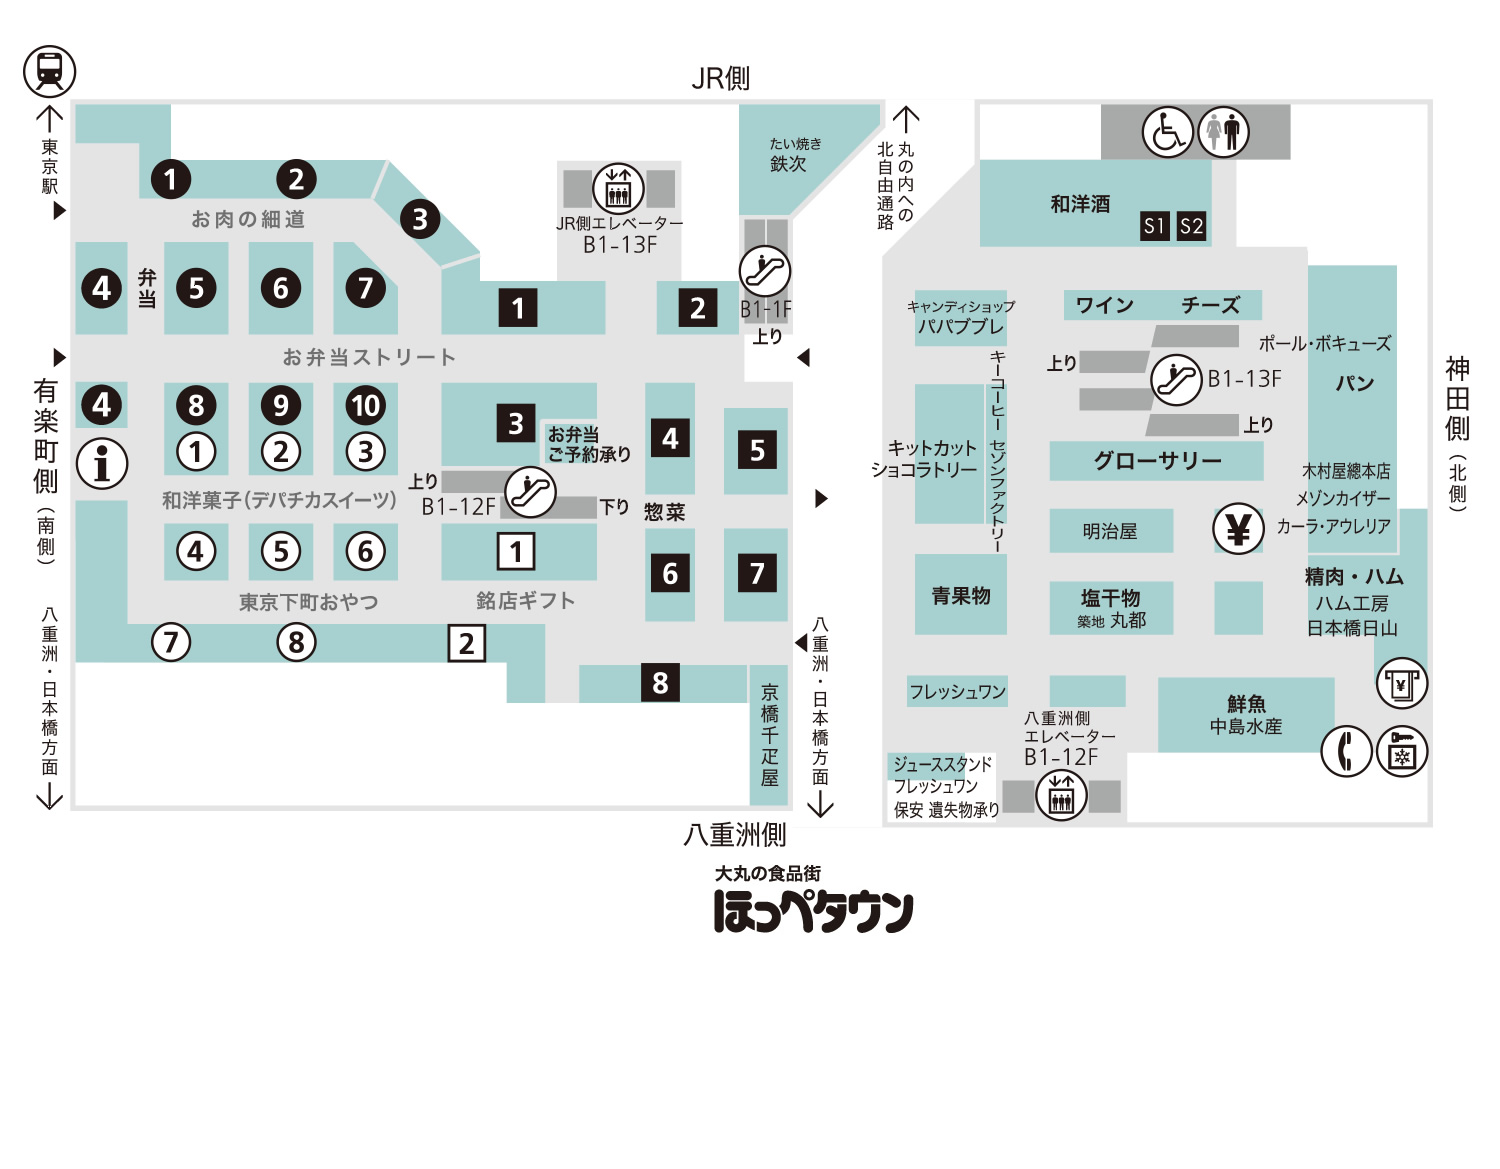 JR側
東京駅
1
2
3
お肉の細道
4
弁当
5
6
7
1
2
JR側エレベーター
B1-13F
たい焼き
鉄次
B1-1F
上り
お弁当ストリート
有楽町側(南側)
4
8
9
10
1
2
3
3
お弁当
ご予約承り
4
5
和洋菓子(デパチカスイーツ)
上り
B1-12F
下り
惣菜
4
5
6
1
6
7
東京下町おやつ
銘店ギフト
7
8
2
8
京橋千疋屋
八重洲・日本橋方面
八重洲・日本橋方面
丸の内への
北自由通路
和洋酒
S1
S2
キャンディショップ
パパブブレ
ワイン
チーズ
上り
B1-13F
上り
ポール・ボキューズ
パン
キーコーヒー
セゾンファクトリー
キットカット
ショコラトリー
グローサリー
木村屋總本店
メゾンカイザー
カーラ・アウレリア
明治屋
¥
青果物
塩干物
築地 丸都
精肉・ハム
ハム工房
日本橋日山
神田側(北側)
フレッシュワン
鮮魚
中島水産
¥
八重洲側
エレベーター
B1-12F
ジューススタンド
フレッシュワン
保安 遺失物承り
八重洲側
大丸の食品街
ほっぺタウン